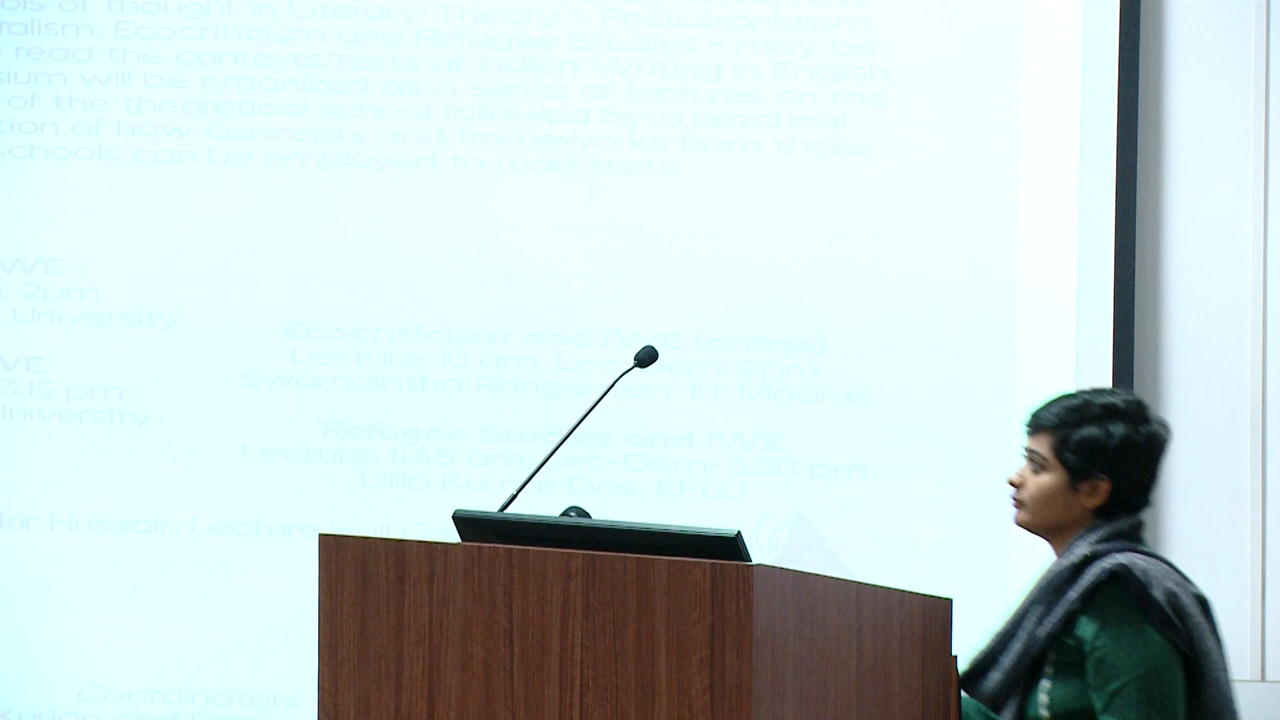 ols of thought in Literary Theory - Postcolonialism,
ralism, Ecocriticism and Refugee Studies - may be
read the contexts/texts of Indian Writing in English.
sium will be organized as a series of lectures on the
of the theoretical school followed by a practical
tion of how concepts and frameworks from these
schools can be employed to read texts.
WE
: 2pm
University
WE
3.15 pm
University
Ecocriticism and IWE (online)
Lecture: 10 am, Lec-Dem: 2pm
Swarnalatha Rangarajan, IIT Madras
Refugee Studies and IWE
Lecture: 11.45 am, Lec-Dem: 3.30 pm
Dilip Kumar Das, EFLU
kir Hussain Lecture Hall
Coordinators
Kurian and